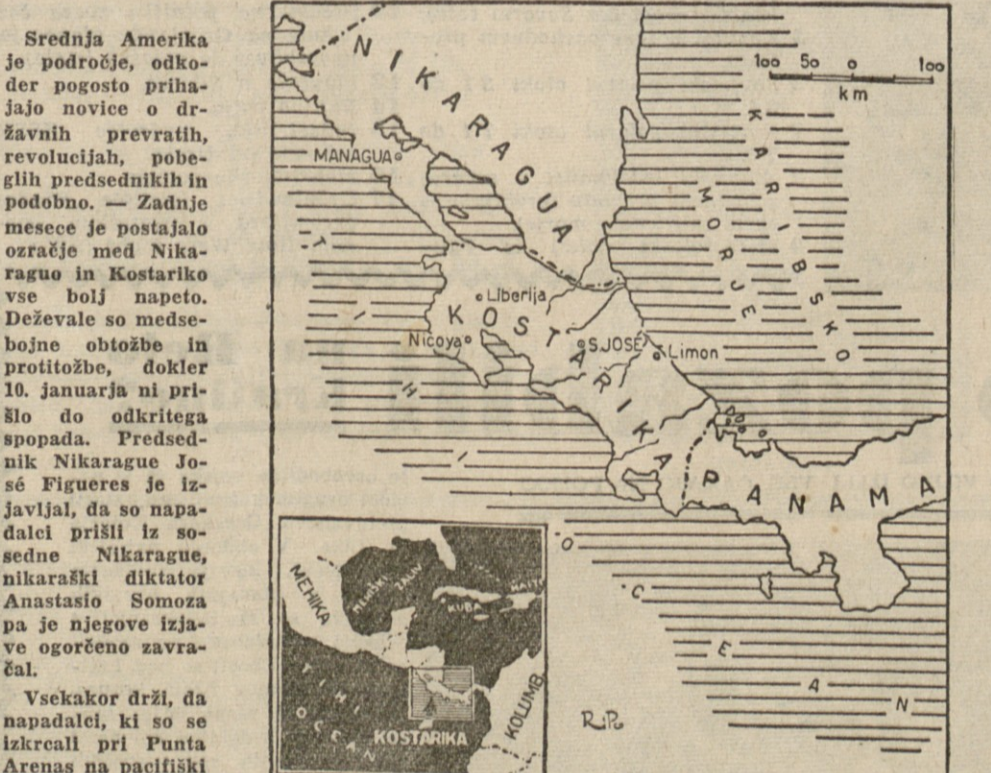 Srednja Amerika
je področje, odko-
der pogosto priha-
jajo novice o dr-
žavnih prevratih,
revolucijah, pobe-
glih predsednikih in
podobno. — Zadnje
mesece je postajalo
ozračje med Nika-
raguo in Kostariko
vse bolj napeto.
Deževale so medse-
bojne obtožbe in
protitožbe, dokler
10. januarja ni pri-
šlo do odkritega
spopada. Predsed-
nik Nikarague Jo-
sé Figueres je iz-
javljal, da so napa-
dalci prišli iz so-
sedne Nikarague,
nikaraški diktator
Anastasio Somoza
pa je njegove izja-
ve ogorčeno zavra-
čal.
Vsekakor drži, da
napadalci, ki so se
izkrcali pri Punta
Arenas na pacifiški
NIKARAGUA
100 50 0 100
km
KARIBSKO
MORJE
MANAGUA
Liberija
KOSTARIKA
Nicoya
S.JOSÉ
Limon
TIHI
OCEAN
PANAMA
MEHIKA
KUBA
TIHI
OCEAN
KOSTARIKA
KOLUMB.
R.R.